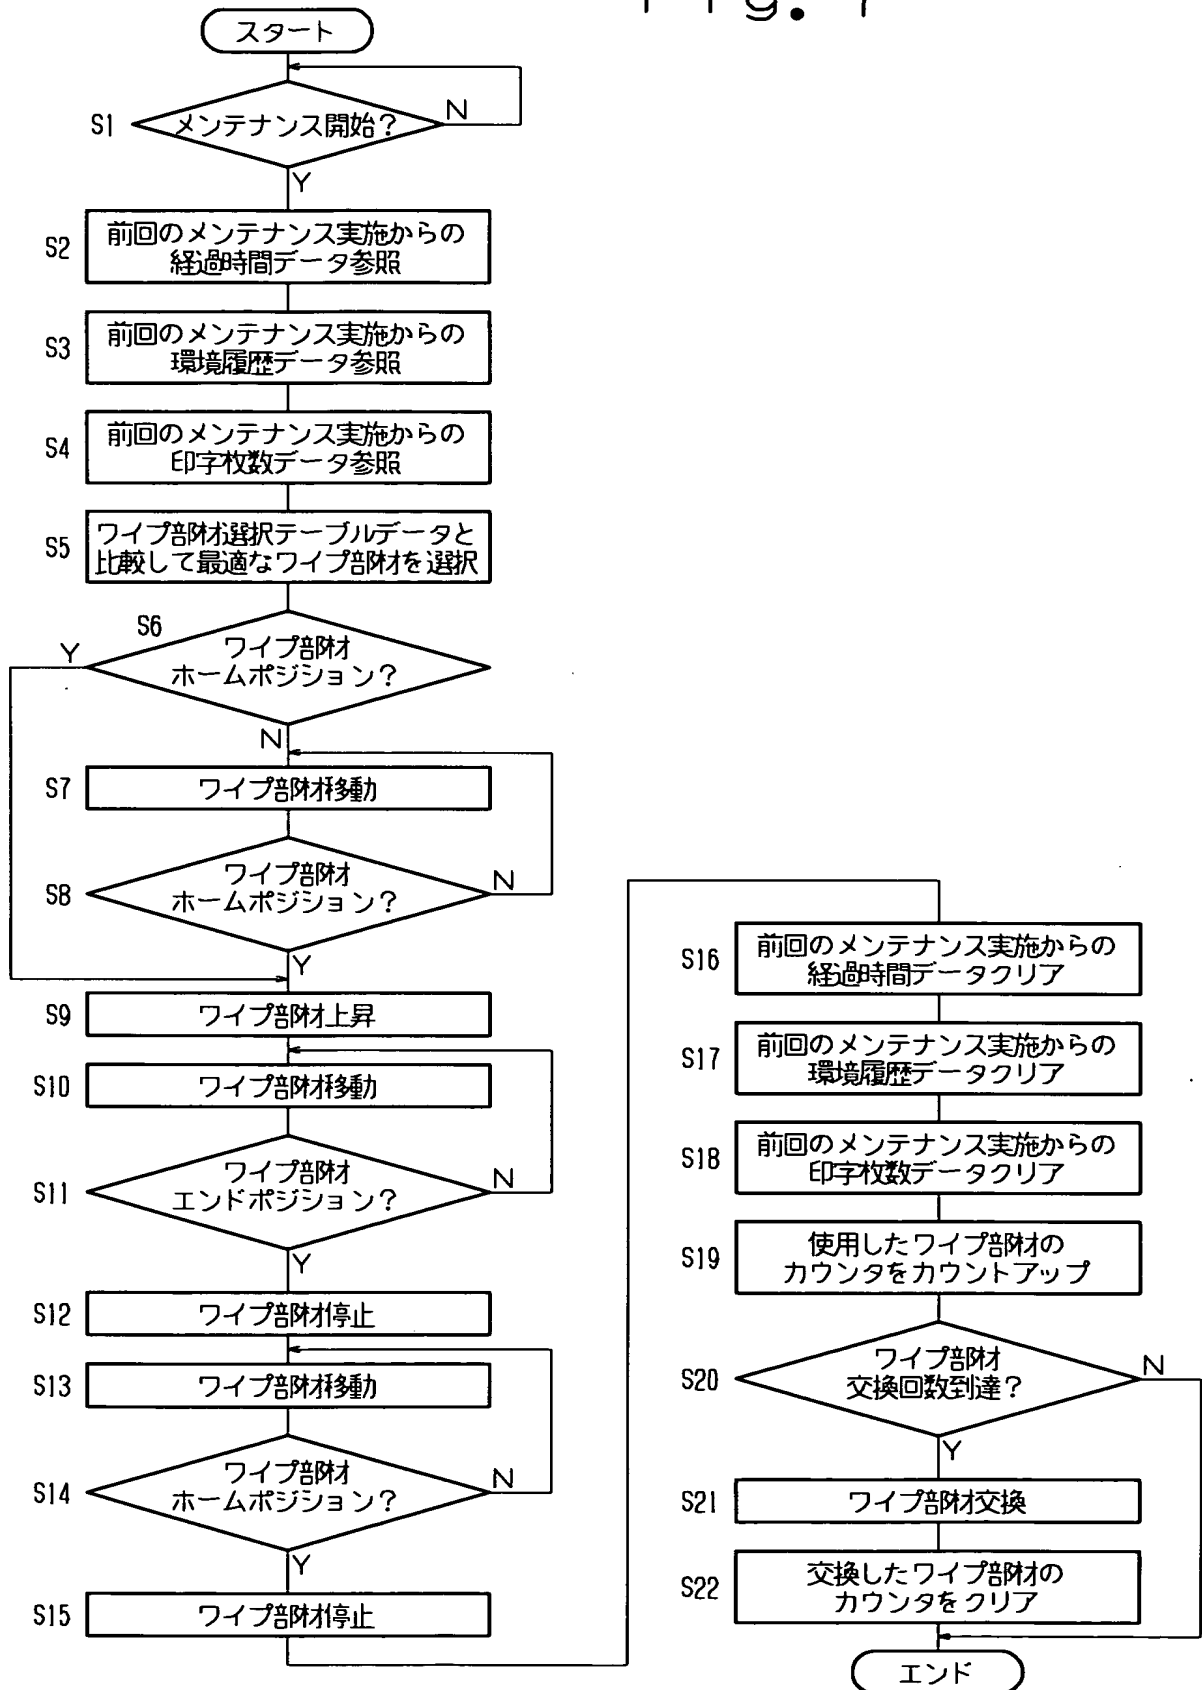 Fig. 7
スタート
S1
メンテナンス開始?
N
Y
S2
前回のメンテナンス実施からの
経過時間データ参照
S3
前回のメンテナンス実施からの
環境履歴データ参照
S4
前回のメンテナンス実施からの
印字枚数データ参照
S5
ワイプ部材選択テーブルデータと
比較して最適なワイプ部材を選択
S6
Y
ワイプ部材
ホームポジション?
N
S7
ワイプ部材移動
S8
ワイプ部材
ホームポジション?
N
Y
S9
ワイプ部材上昇
S10
ワイプ部材移動
S11
ワイプ部材
エンドポジション?
N
Y
S12
ワイプ部材停止
S13
ワイプ部材移動
S14
ワイプ部材
ホームポジション?
N
Y
S15
ワイプ部材停止
S16
前回のメンテナンス実施からの
経過時間データクリア
S17
前回のメンテナンス実施からの
環境履歴データクリア
S18
前回のメンテナンス実施からの
印字枚数データクリア
S19
使用したワイプ部材の
カウンタをカウントアップ
S20
ワイプ部材
交換回数到達?
N
Y
S21
ワイプ部材交換
S22
交換したワイプ部材の
カウンタをクリア
エンド